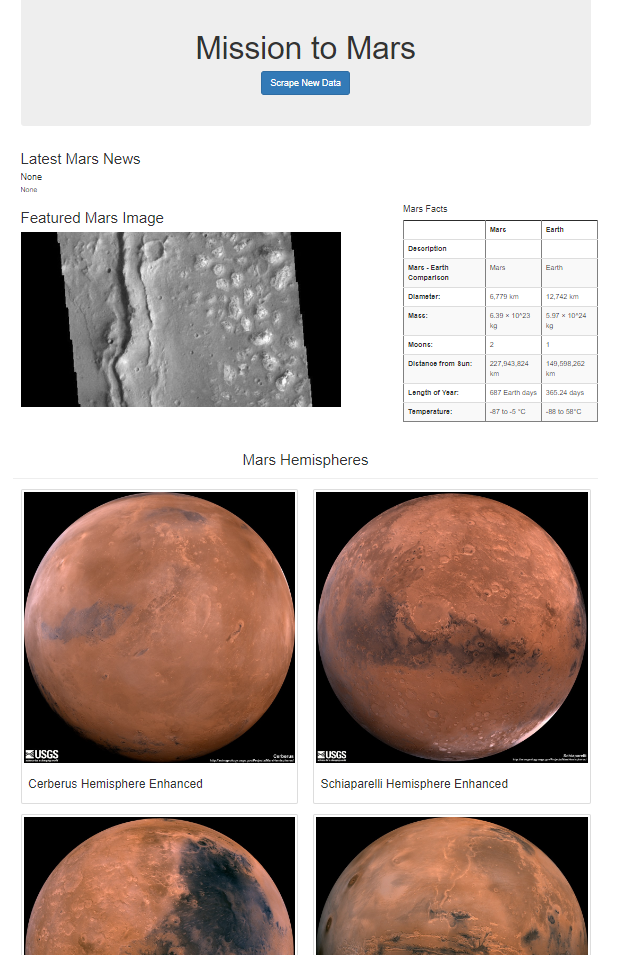 Mission to Mars
Scrape New Data
Latest Mars News
None
None
Featured Mars Image
Mars Facts
Mars Earth
Description
Mars - Earth Comparison Mars Earth
Diameter: 6,779 km 12,742 km
Mass: 6.39 × 10^23 kg 5.97 × 10^24 kg
Moons: 2 1
Distance from Sun: 227,943,824 km 149,598,262 km
Length of Year: 687 Earth days 365.24 days
Temperature: -87 to -5 °C -88 to 58°C
Mars Hemispheres
USGS
Cerberus
USGS
Schiaparelli
Cerberus Hemisphere Enhanced
Schiaparelli Hemisphere Enhanced